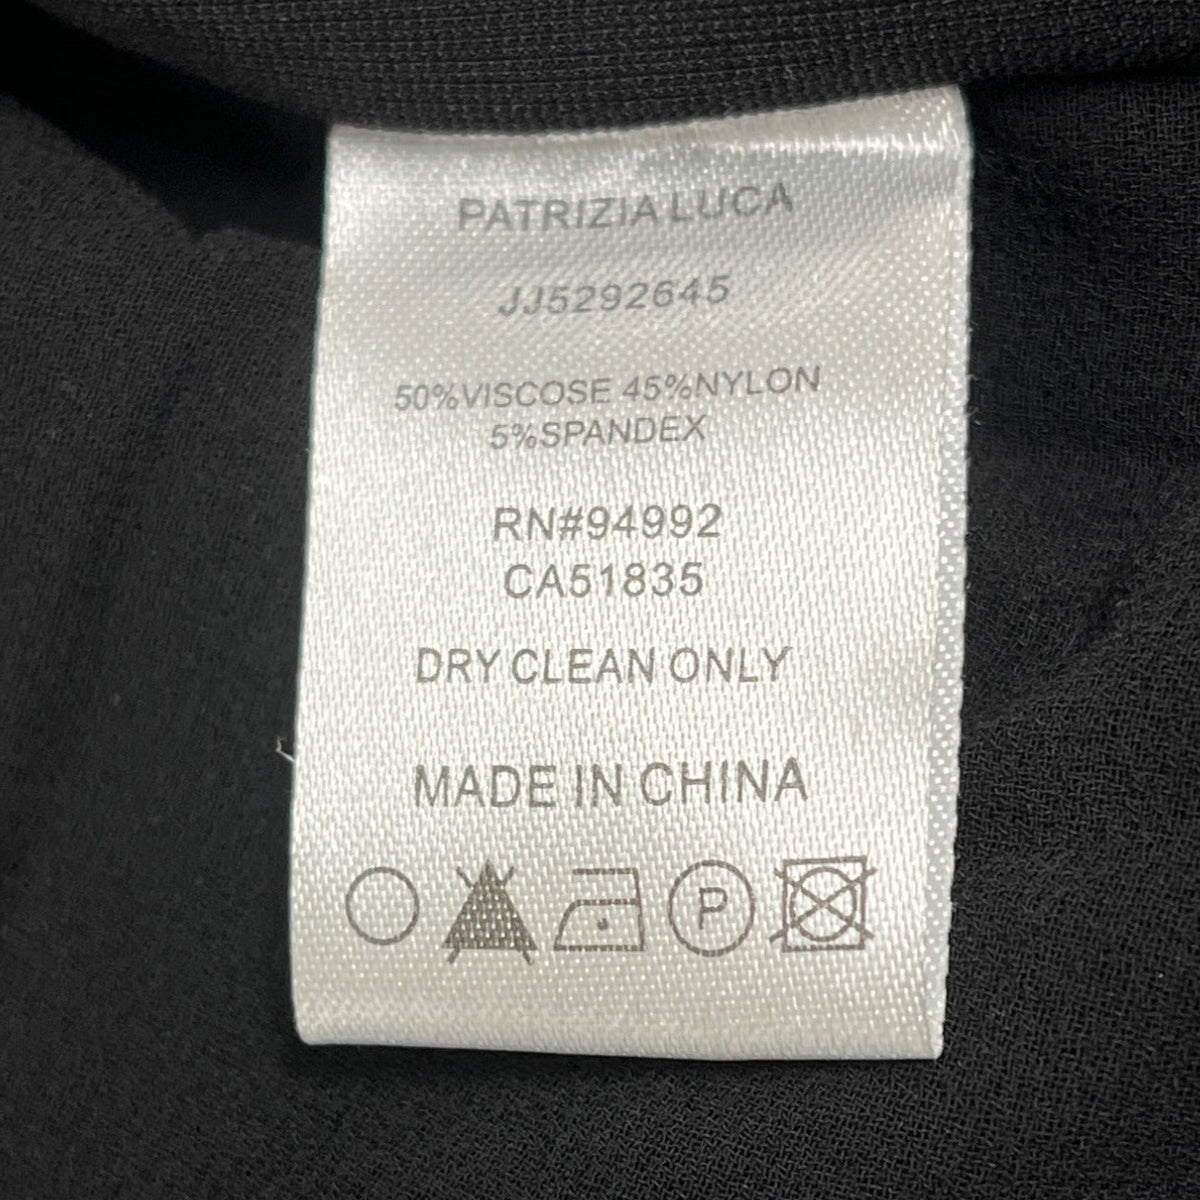 PATRIZIA LUCA
JJ5292645
50%VISCOSE 45%NYLON
5%SPANDEX
RN#94992
CA51835
DRY CLEAN ONLY
MADE IN CHINA
P